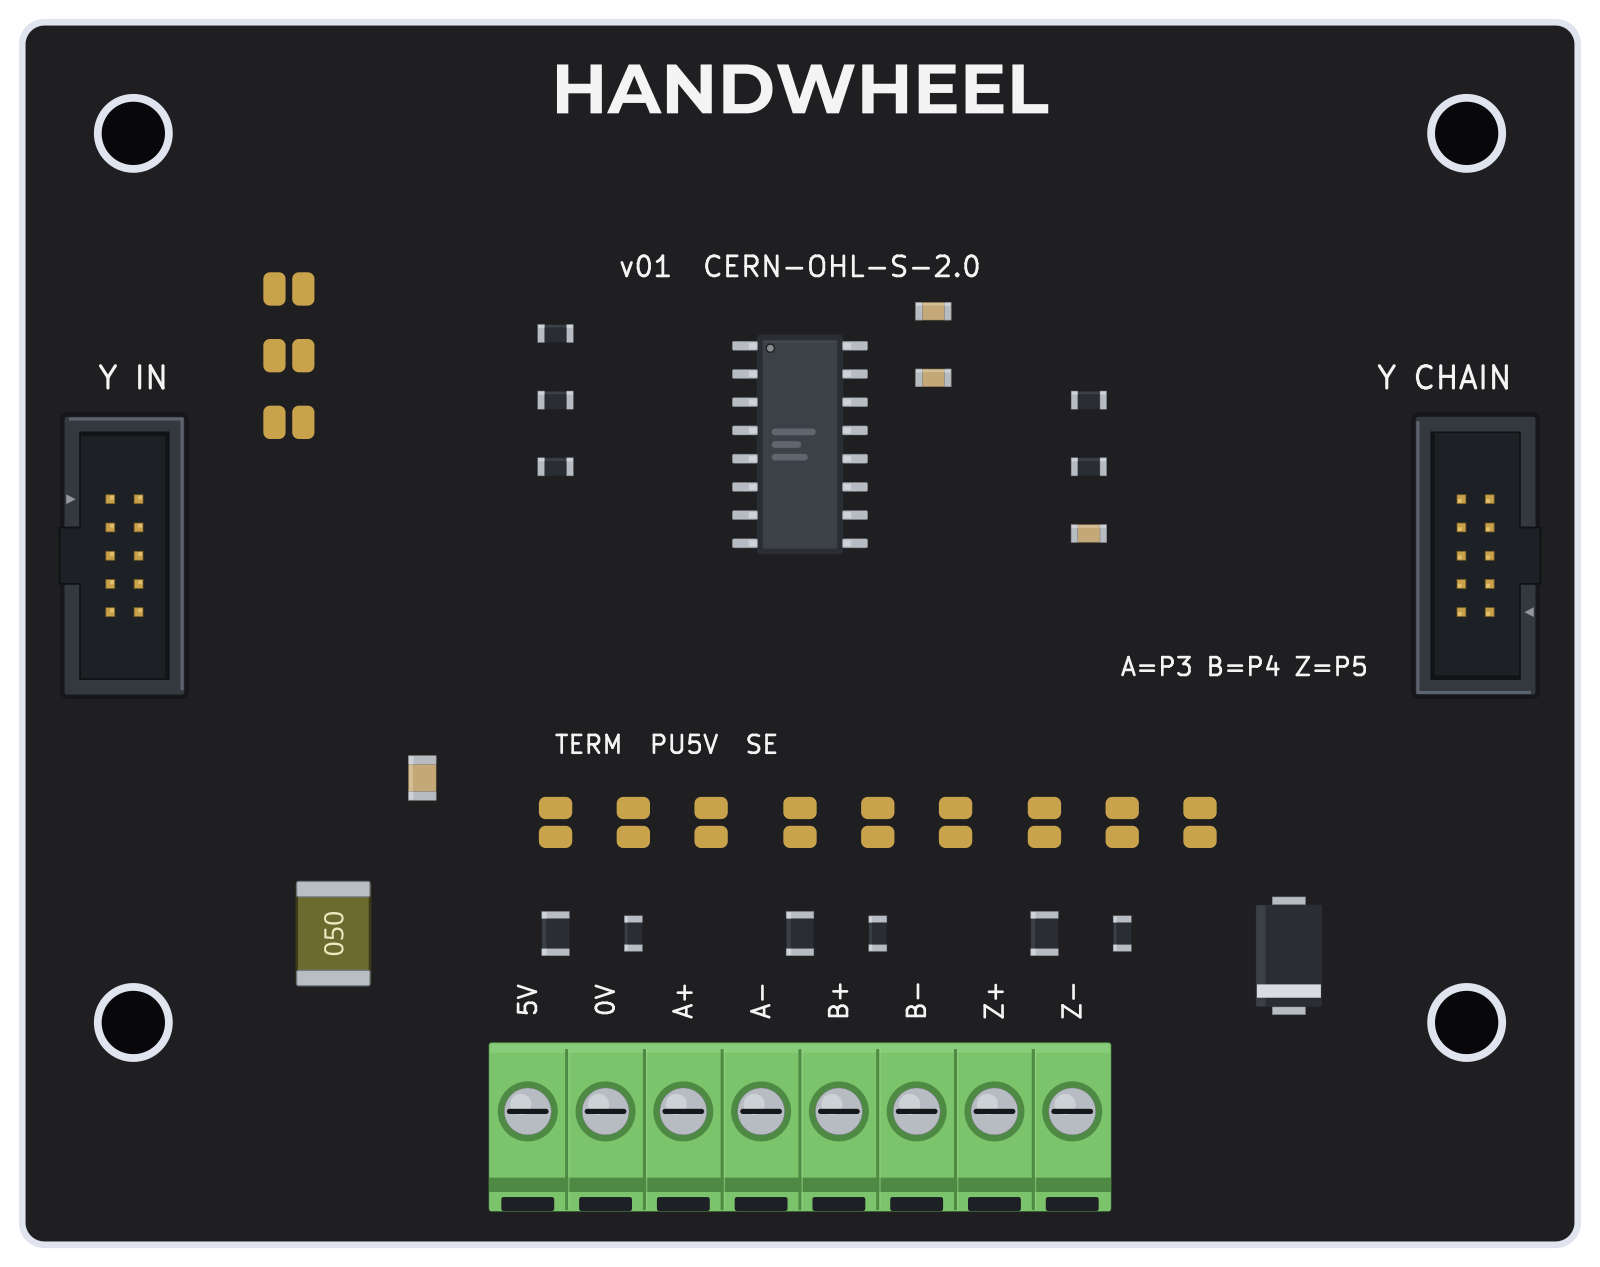 HANDWHEEL
v01 CERN-OHL-S-2.0
Y IN
Y CHAIN
A=P3 B=P4 Z=P5
TERM PU5V SE
050
5V
0V
A+
A-
B+
B-
Z+
Z-